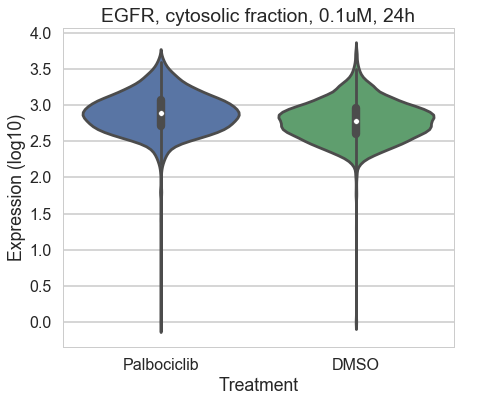 EGFR, cytosolic fraction, 0.1uM, 24h
4.0
3.5
3.0
2.5
2.0
1.5
1.0
0.5
0.0
Expression (log10)
Palbociclib DMSO
Treatment